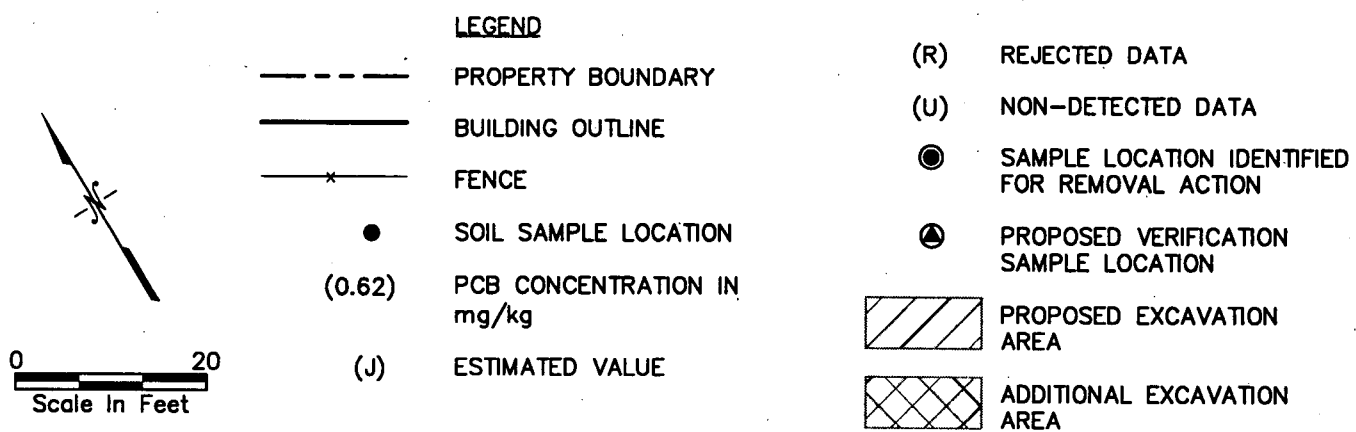 LEGEND
PROPERTY BOUNDARY
BUILDING OUTLINE
FENCE
SOIL SAMPLE LOCATION
(0.62) PCB CONCENTRATION IN
mg/kg
(J) ESTIMATED VALUE
(R) REJECTED DATA
(U) NON-DETECTED DATA
SAMPLE LOCATION IDENTIFIED
FOR REMOVAL ACTION
PROPOSED VERIFICATION
SAMPLE LOCATION
PROPOSED EXCAVATION
AREA
ADDITIONAL EXCAVATION
AREA
N
0 20
Scale In Feet